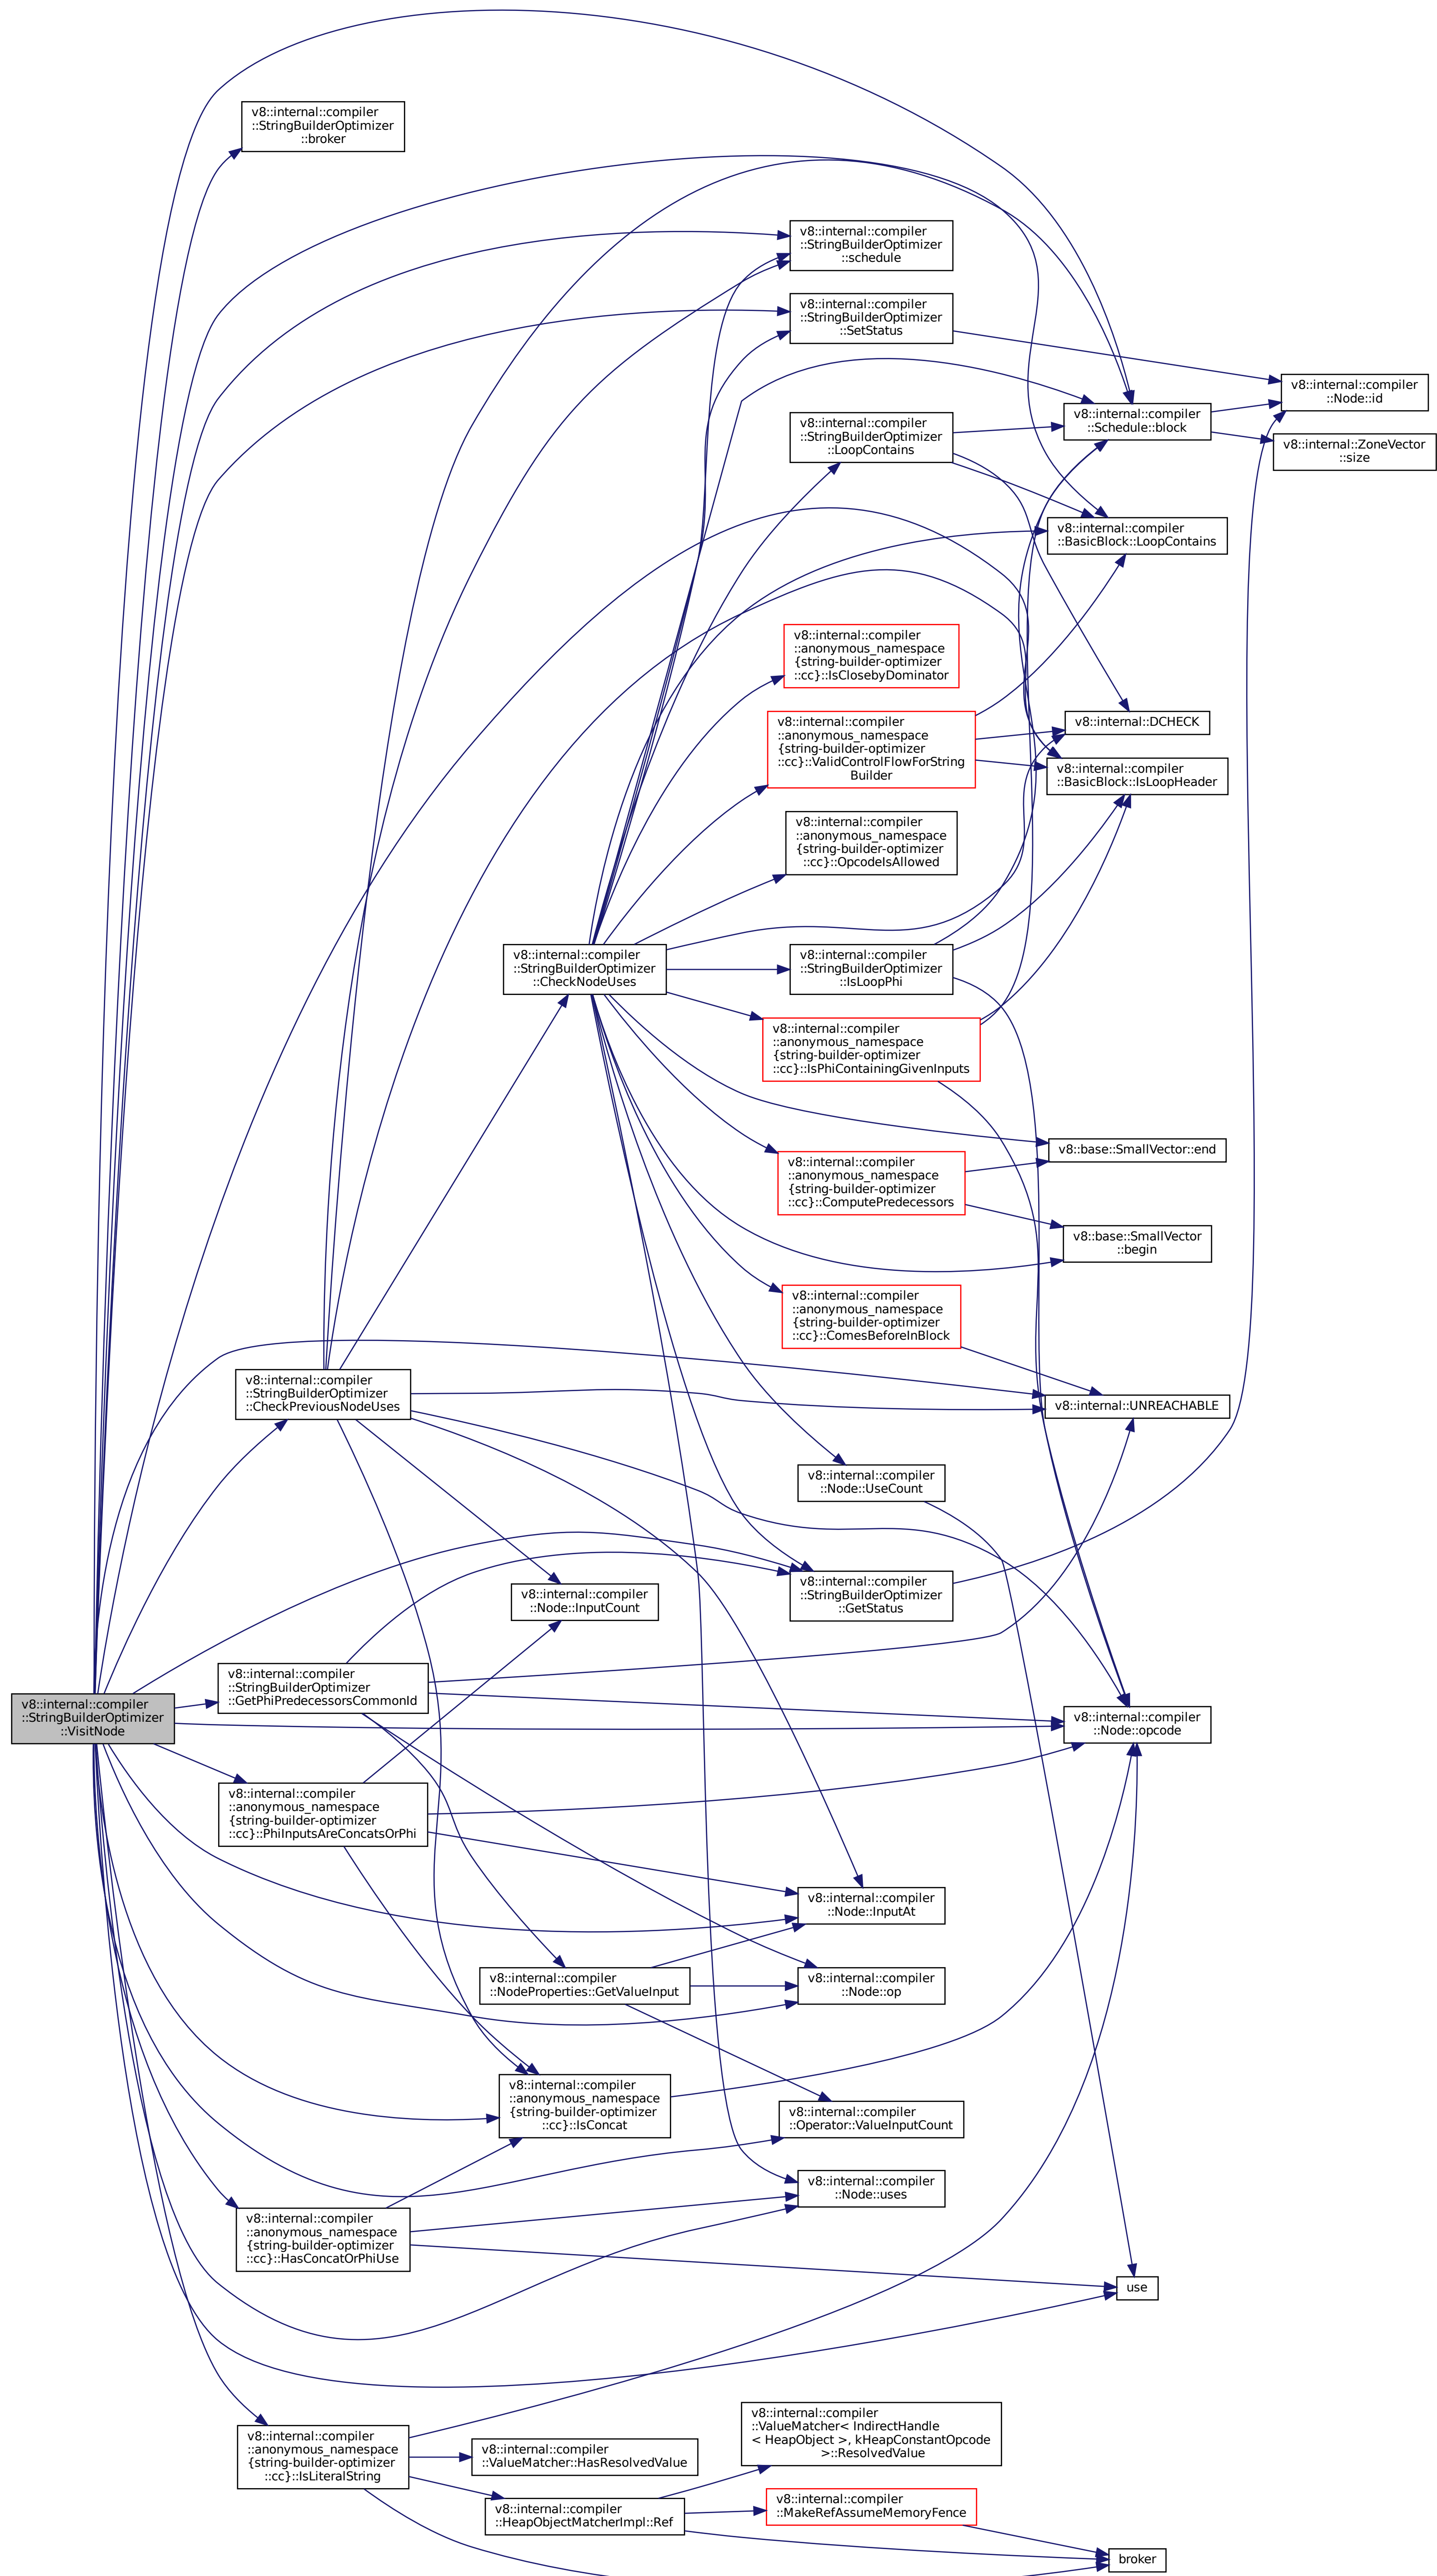 v8::internal::compiler
::StringBuilderOptimizer
::broker
v8::internal::compiler
::StringBuilderOptimizer
::schedule
v8::internal::compiler
::StringBuilderOptimizer
::SetStatus
v8::internal::compiler
::Node::id
v8::internal::compiler
::Schedule::block
v8::internal::compiler
::StringBuilderOptimizer
::LoopContains
v8::internal::ZoneVector
::size
v8::internal::compiler
::BasicBlock::LoopContains
v8::internal::compiler
::anonymous_namespace
{string-builder-optimizer
::cc}::IsClosebyDominator
v8::internal::compiler
::anonymous_namespace
{string-builder-optimizer
::cc}::ValidControlFlowForString
Builder
v8::internal::DCHECK
v8::internal::compiler
::BasicBlock::IsLoopHeader
v8::internal::compiler
::anonymous_namespace
{string-builder-optimizer
::cc}::OpcodeIsAllowed
v8::internal::compiler
::StringBuilderOptimizer
::CheckNodeUses
v8::internal::compiler
::StringBuilderOptimizer
::IsLoopPhi
v8::internal::compiler
::anonymous_namespace
{string-builder-optimizer
::cc}::IsPhiContainingGivenInputs
v8::base::SmallVector::end
v8::internal::compiler
::anonymous_namespace
{string-builder-optimizer
::cc}::ComputePredecessors
v8::base::SmallVector
::begin
v8::internal::compiler
::anonymous_namespace
{string-builder-optimizer
::cc}::ComesBeforeInBlock
v8::internal::compiler
::StringBuilderOptimizer
::CheckPreviousNodeUses
v8::internal::UNREACHABLE
v8::internal::compiler
::Node::UseCount
v8::internal::compiler
::Node::InputCount
v8::internal::compiler
::StringBuilderOptimizer
::GetStatus
v8::internal::compiler
::StringBuilderOptimizer
::GetPhiPredecessorsCommonId
v8::internal::compiler
::StringBuilderOptimizer
::VisitNode
v8::internal::compiler
::Node::opcode
v8::internal::compiler
::anonymous_namespace
{string-builder-optimizer
::cc}::PhiInputsAreConcatsOrPhi
v8::internal::compiler
::Node::InputAt
v8::internal::compiler
::NodeProperties::GetValueInput
v8::internal::compiler
::Node::op
v8::internal::compiler
::anonymous_namespace
{string-builder-optimizer
::cc}::IsConcat
v8::internal::compiler
::Operator::ValueInputCount
v8::internal::compiler
::Node::uses
v8::internal::compiler
::anonymous_namespace
{string-builder-optimizer
::cc}::HasConcatOrPhiUse
use
v8::internal::compiler
::ValueMatcher< IndirectHandle
< HeapObject >, kHeapConstantOpcode
>::ResolvedValue
v8::internal::compiler
::anonymous_namespace
{string-builder-optimizer
::cc}::IsLiteralString
v8::internal::compiler
::ValueMatcher::HasResolvedValue
v8::internal::compiler
::HeapObjectMatcherImpl::Ref
v8::internal::compiler
::MakeRefAssumeMemoryFence
broker